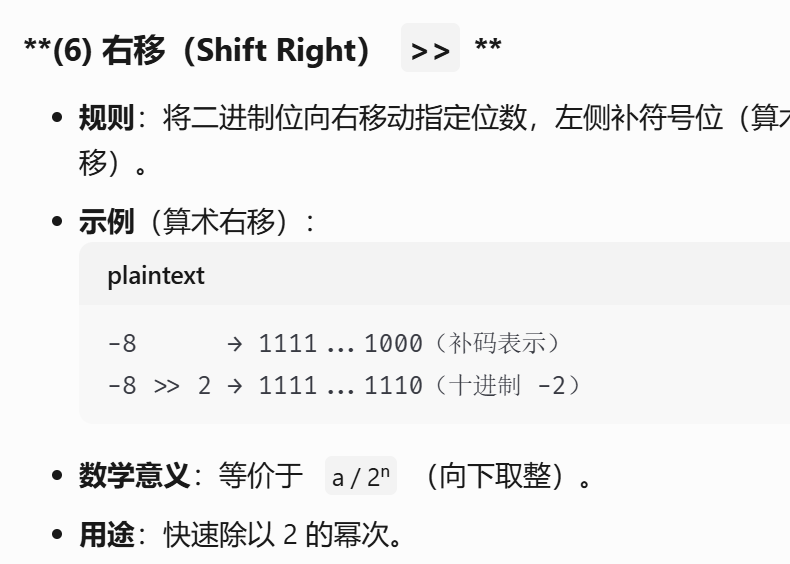 **(6) 右移（Shift Right） >> **
• 规则：将二进制位向右移动指定位数，左侧补符号位（算术
移）。
• 示例（算术右移）：
plaintext
-8      → 1111...1000（补码表示）
-8 >> 2 → 1111...1110（十进制 -2）
• 数学意义：等价于 a / 2ⁿ （向下取整）。
• 用途：快速除以 2 的幂次。